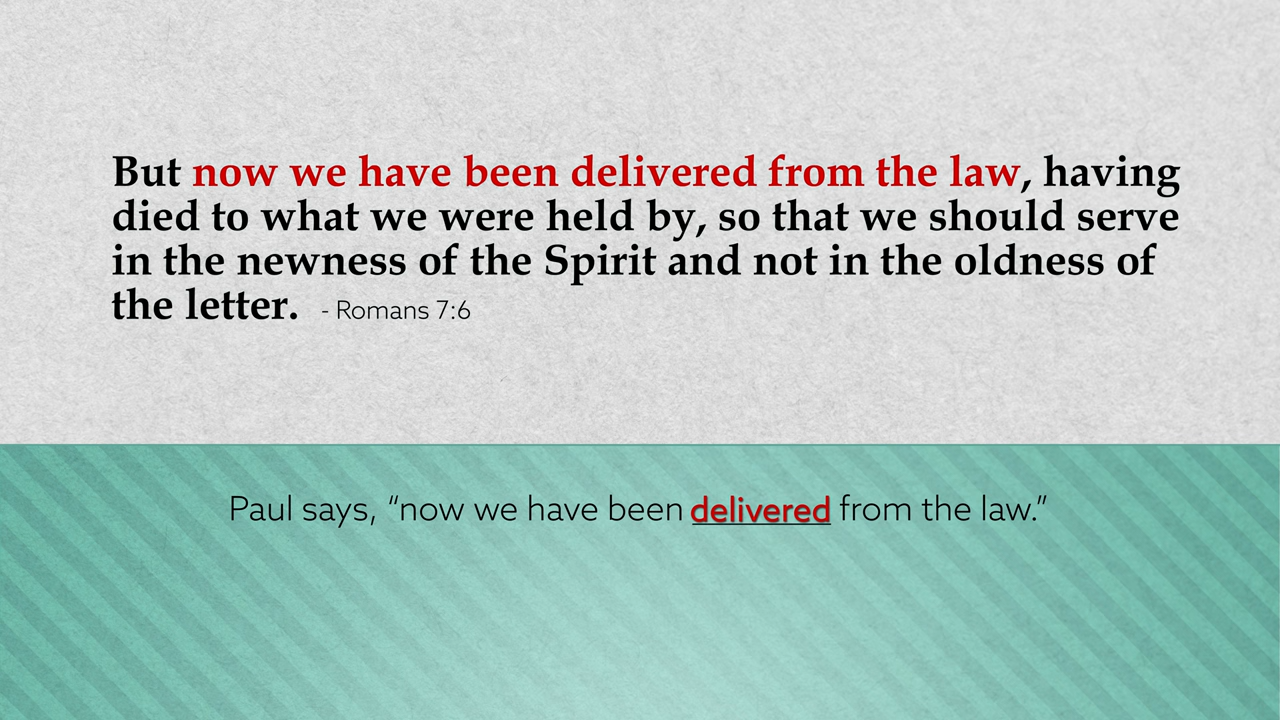 But now we have been delivered from the law, having
died to what we were held by, so that we should serve
in the newness of the Spirit and not in the oldness of
the letter. - Romans 7:6
Paul says, “now we have been delivered from the law.”